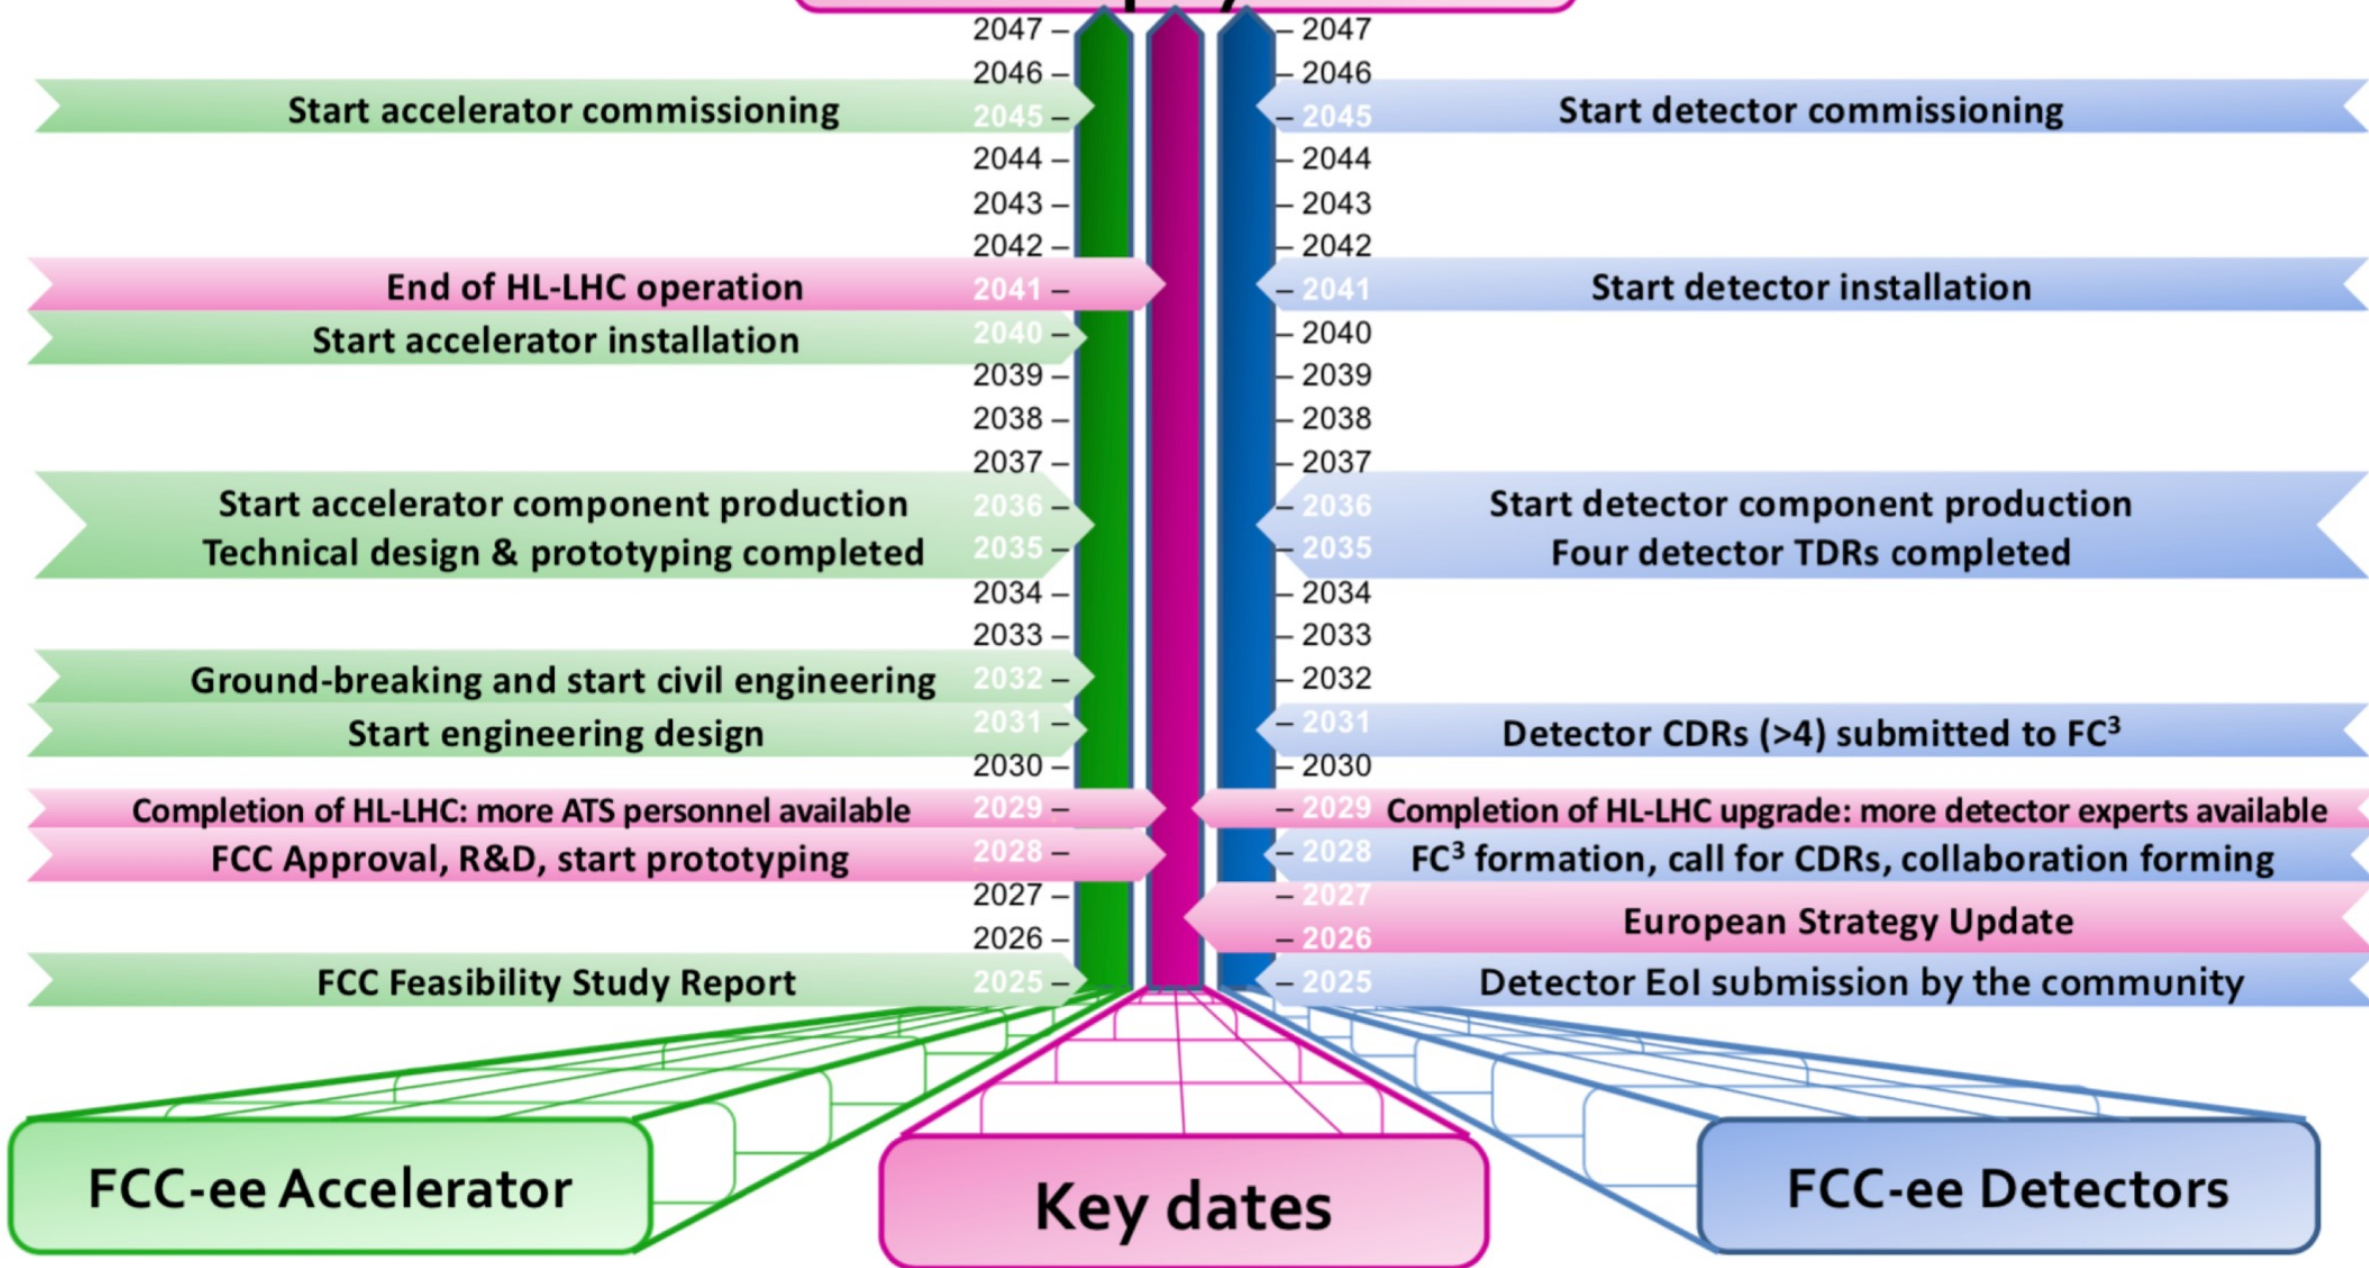 2047 – – 2047
2046 – – 2046
Start accelerator commissioning 2045 – – 2045 Start detector commissioning
2044 – – 2044
2043 – – 2043
2042 – – 2042
End of HL-LHC operation 2041 – – 2041 Start detector installation
Start accelerator installation 2040 – – 2040
2039 – – 2039
2038 – – 2038
2037 – – 2037
Start accelerator component production 2036 – – 2036 Start detector component production
Technical design & prototyping completed 2035 – – 2035 Four detector TDRs completed
2034 – – 2034
2033 – – 2033
Ground-breaking and start civil engineering 2032 – – 2032
Start engineering design 2031 – – 2031 Detector CDRs (>4) submitted to FC³
2030 – – 2030
Completion of HL-LHC: more ATS personnel available 2029 – – 2029 Completion of HL-LHC upgrade: more detector experts available
FCC Approval, R&D, start prototyping 2028 – – 2028 FC³ formation, call for CDRs, collaboration forming
2027 – – 2027
European Strategy Update
2026 – – 2026
FCC Feasibility Study Report 2025 – – 2025 Detector EoI submission by the community
FCC-ee Accelerator
Key dates
FCC-ee Detectors